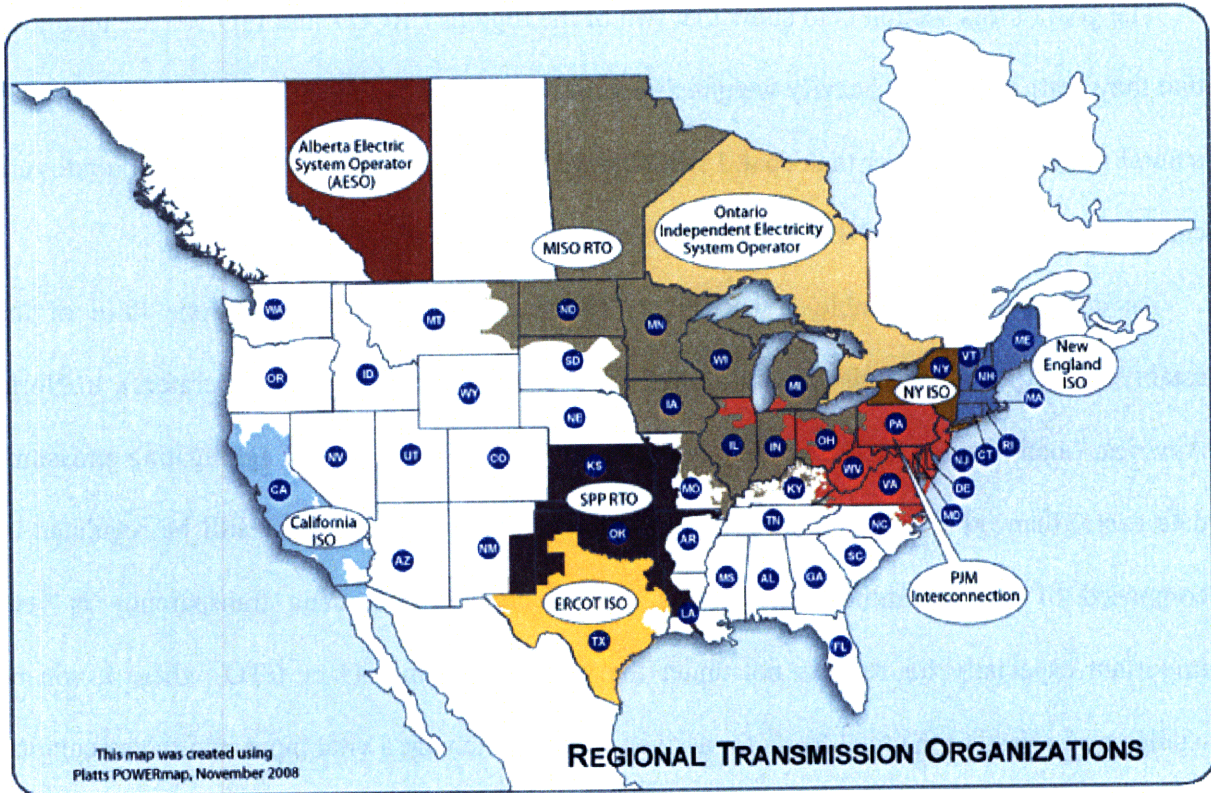 Alberta Electric
System Operator
(AESO)
MISO RTO
Ontario
Independent Electricity
System Operator
WA
MT
ND
MN
OR
ID
SD
WI
MI
NY
VT
NH
ME
New
England
ISO
NY ISO
WY
IA
NE
MA
NV
UT
CO
KS
MO
IL
IN
OH
PA
WV
VA
KY
NJ
CT
RI
DE
MD
CA
California
ISO
SPP RTO
OK
AZ
NM
AR
TN
NC
SC
MS
AL
GA
PJM
Interconnection
ERCOT ISO
TX
LA
FL
This map was created using
Platts POWERmap, November 2008
REGIONAL TRANSMISSION ORGANIZATIONS